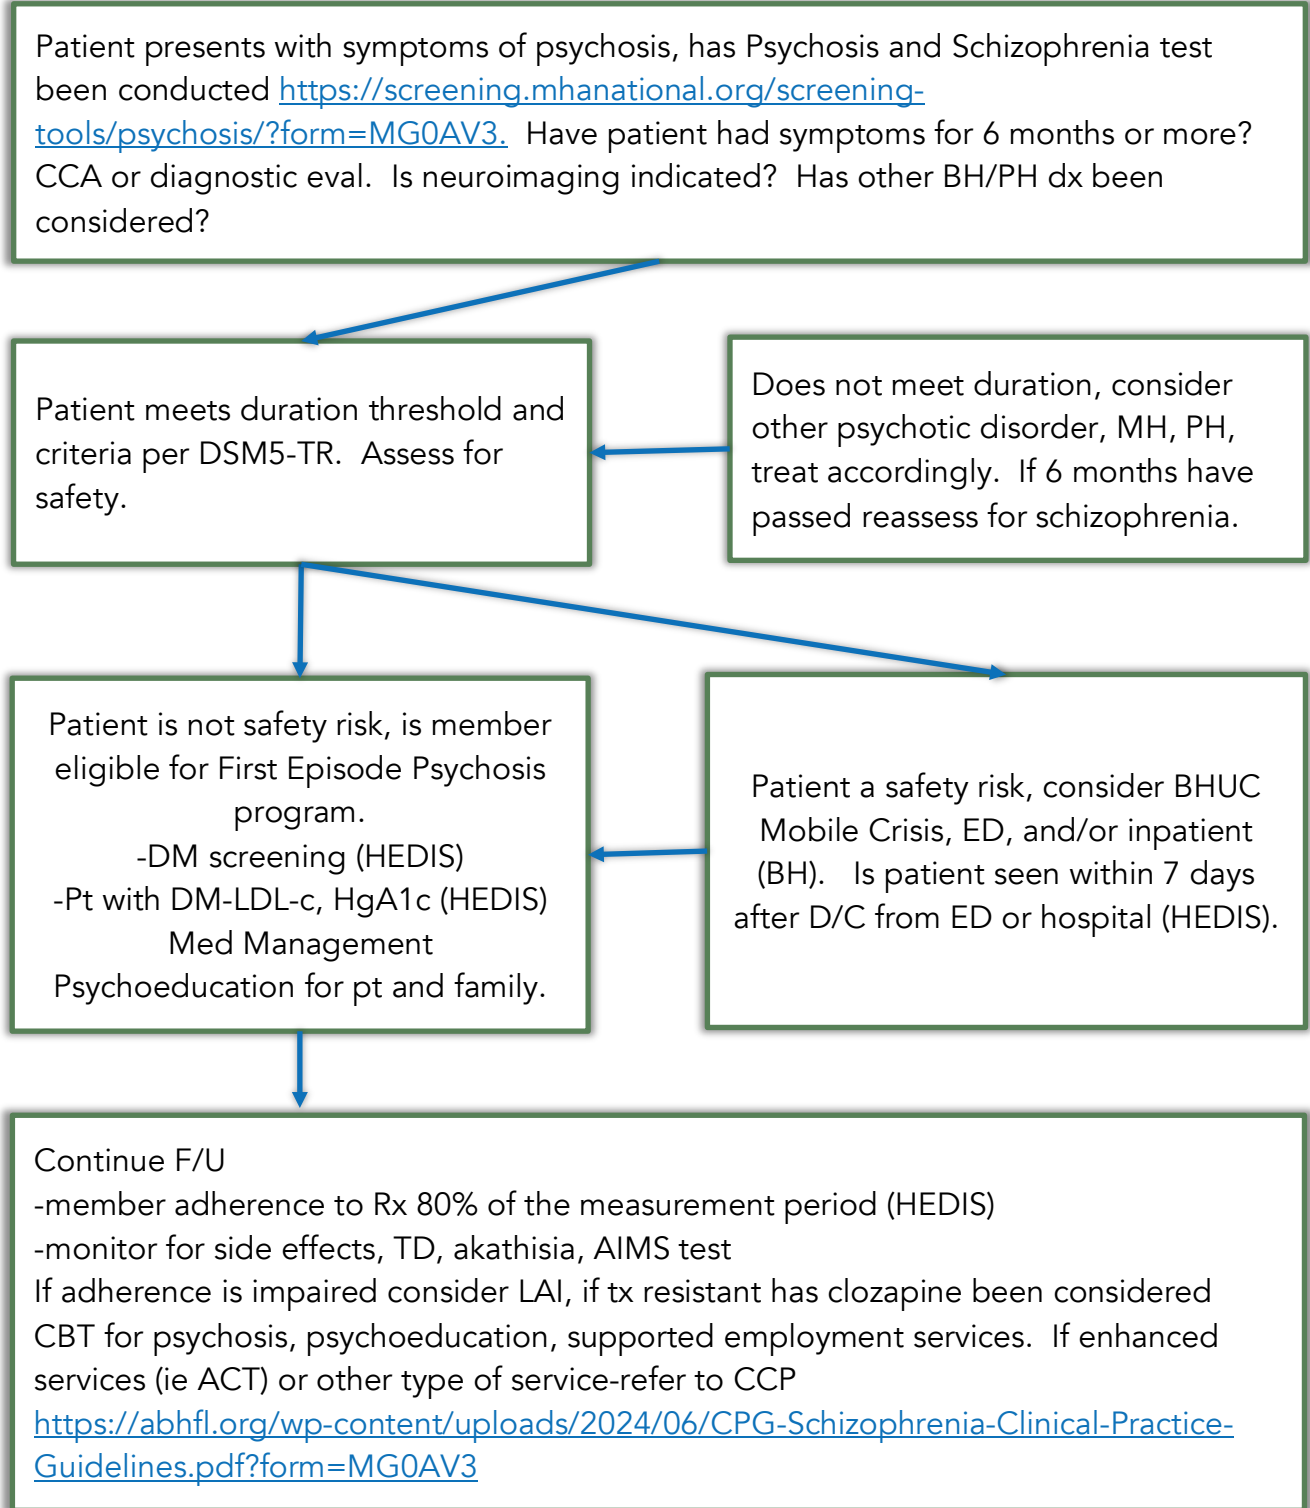 Patient presents with symptoms of psychosis, has Psychosis and Schizophrenia test
been conducted https://screening.mhanational.org/screening-
tools/psychosis/?form=MG0AV3.  Have patient had symptoms for 6 months or more?
CCA or diagnostic eval.  Is neuroimaging indicated?  Has other BH/PH dx been
considered?
Patient meets duration threshold and
criteria per DSM5-TR.  Assess for
safety.
Does not meet duration, consider
other psychotic disorder, MH, PH,
treat accordingly.  If 6 months have
passed reassess for schizophrenia.
Patient is not safety risk, is member
eligible for First Episode Psychosis
program.
-DM screening (HEDIS)
-Pt with DM-LDL-c, HgA1c (HEDIS)
Med Management
Psychoeducation for pt and family.
Patient a safety risk, consider BHUC
Mobile Crisis, ED, and/or inpatient
(BH).   Is patient seen within 7 days
after D/C from ED or hospital (HEDIS).
Continue F/U
-member adherence to Rx 80% of the measurement period (HEDIS)
-monitor for side effects, TD, akathisia, AIMS test
If adherence is impaired consider LAI, if tx resistant has clozapine been considered
CBT for psychosis, psychoeducation, supported employment services.  If enhanced
services (ie ACT) or other type of service-refer to CCP
https://abhfl.org/wp-content/uploads/2024/06/CPG-Schizophrenia-Clinical-Practice-
Guidelines.pdf?form=MG0AV3